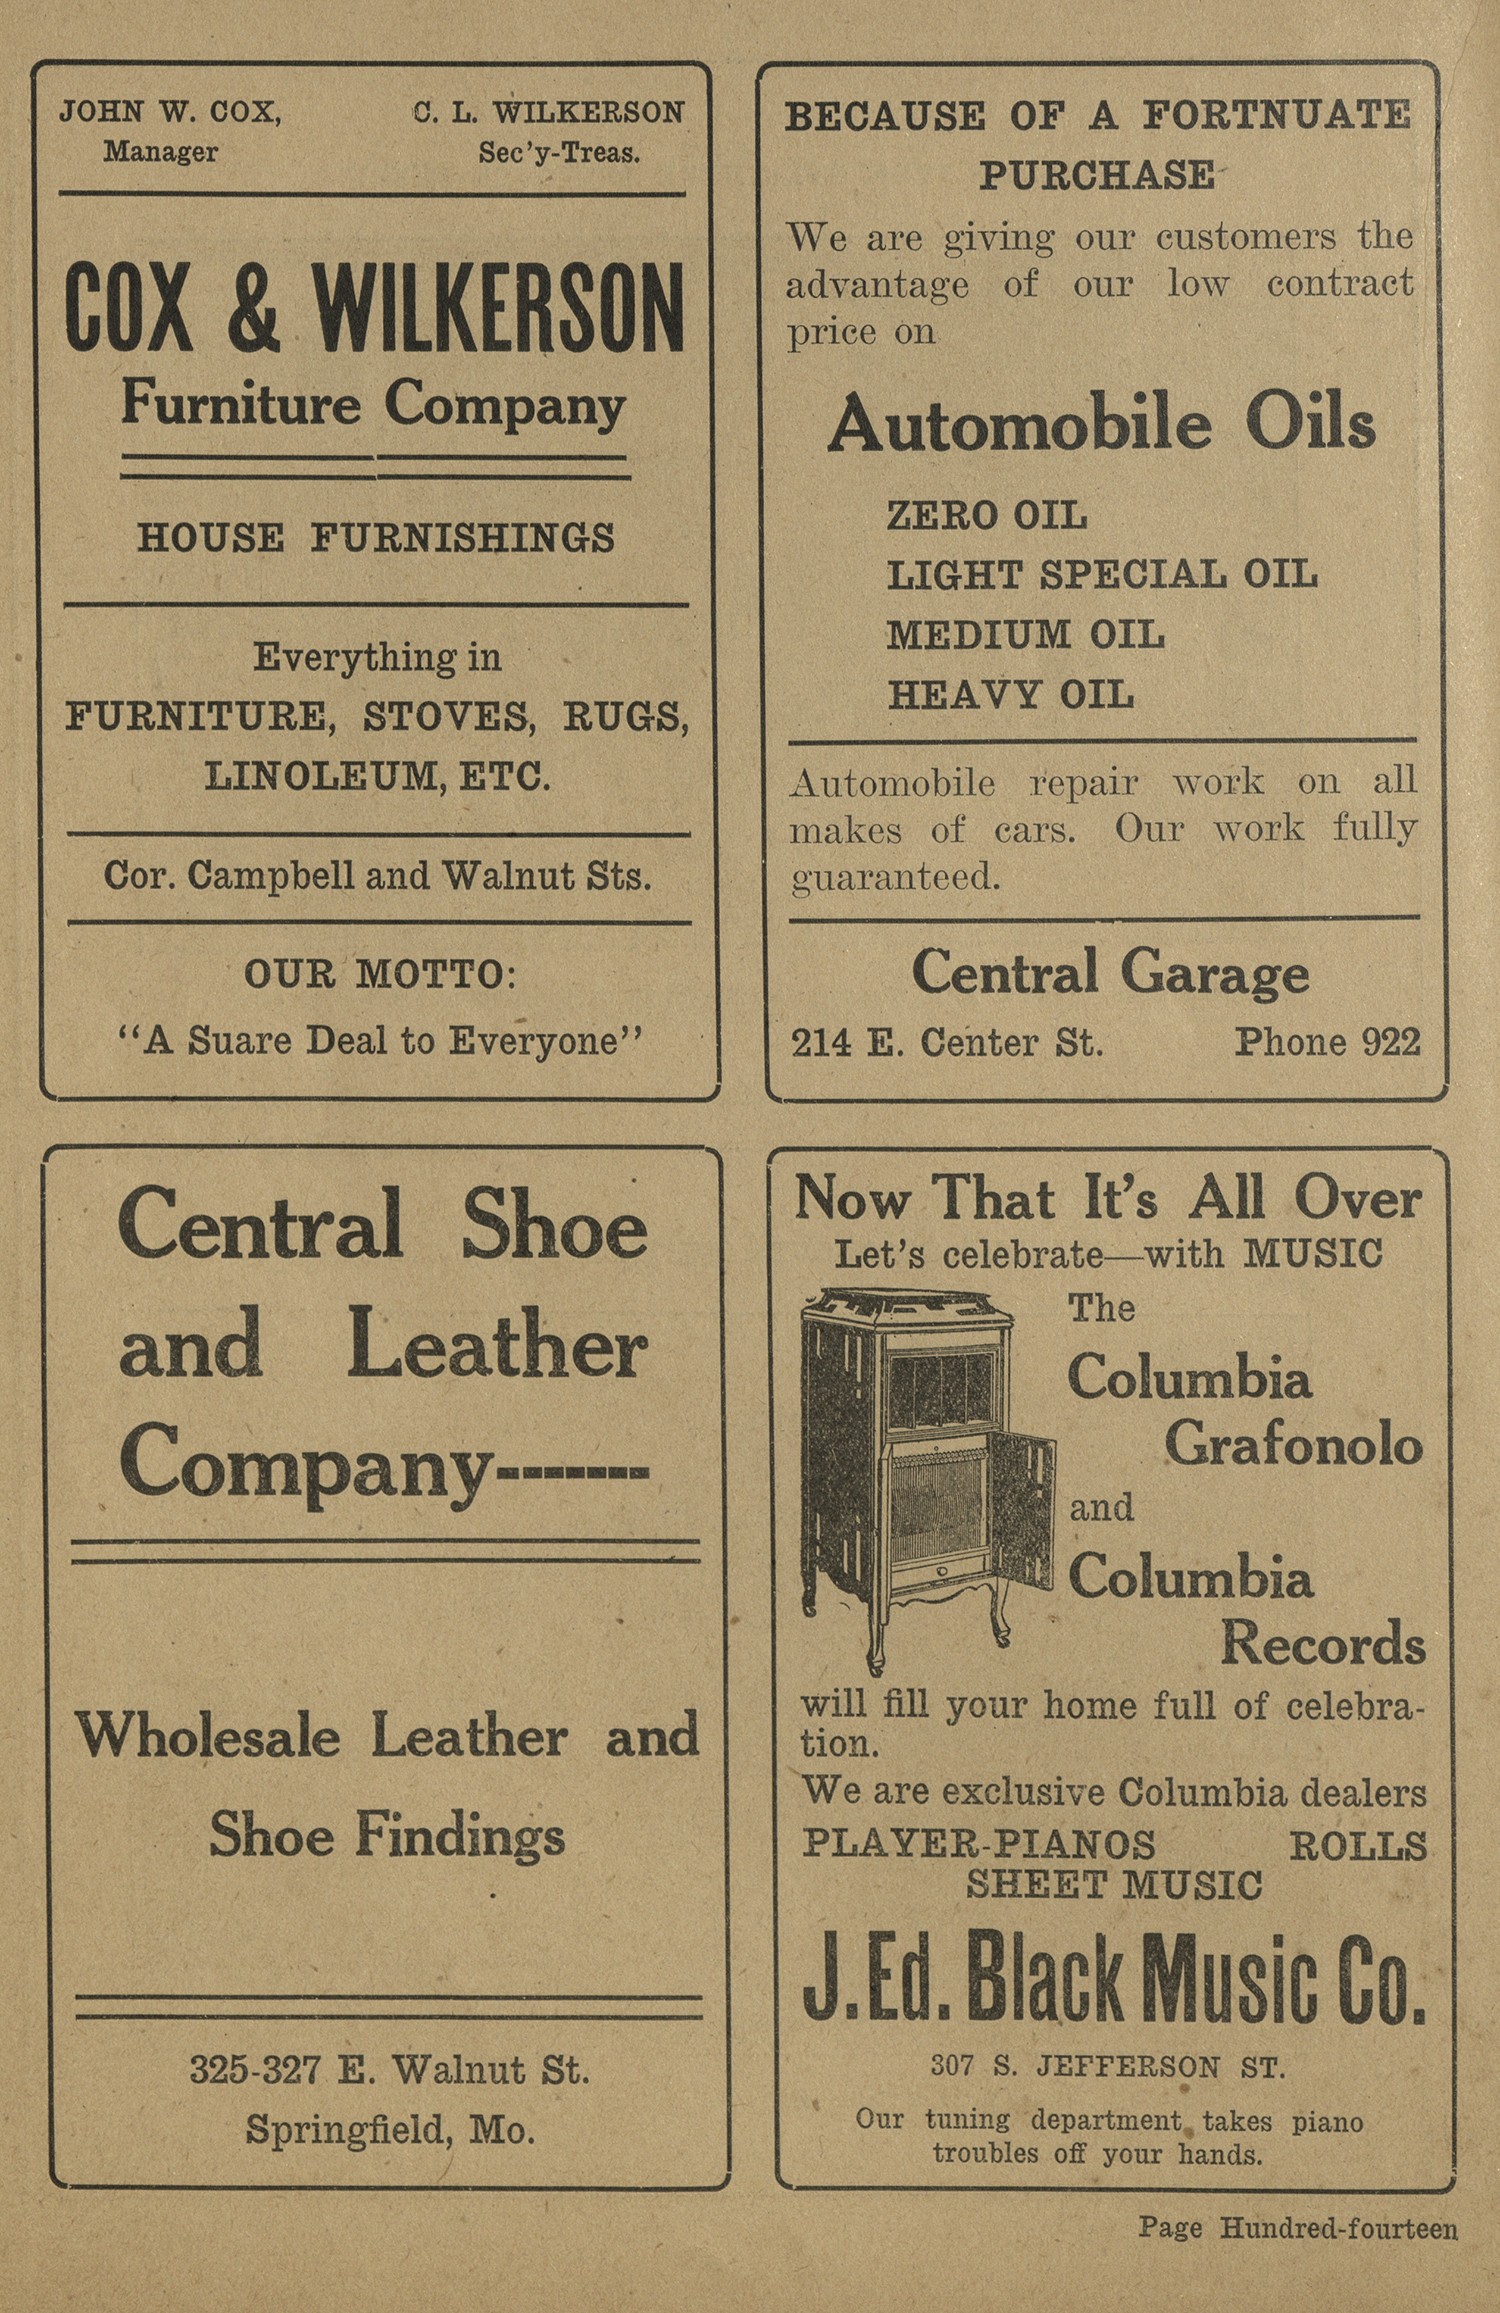 JOHN W. COX,
Manager
C. L. WILKERSON
Sec'y-Treas.
COX & WILKERSON
Furniture Company
HOUSE FURNISHINGS
Everything in
FURNITURE, STOVES, RUGS,
LINOLEUM, ETC.
Cor. Campbell and Walnut Sts.
OUR MOTTO:
"A Suare Deal to Everyone"
BECAUSE OF A FORTNUATE
PURCHASE
We are giving our customers the
advantage of our low contract
price on
Automobile Oils
ZERO OIL
LIGHT SPECIAL OIL
MEDIUM OIL
HEAVY OIL
Automobile repair work on all
makes of cars. Our work fully
guaranteed.
Central Garage
214 E. Center St. Phone 922
Central Shoe
and Leather
Company-------
Wholesale Leather and
Shoe Findings
325-327 E. Walnut St.
Springfield, Mo.
Now That It's All Over
Let's celebrate—with MUSIC
The
Columbia
Grafonolo
and
Columbia
Records
will fill your home full of celebra-
tion.
We are exclusive Columbia dealers
PLAYER-PIANOS ROLLS
SHEET MUSIC
J. Ed. Black Music Co.
307 S. JEFFERSON ST.
Our tuning department takes piano
troubles off your hands.
Page Hundred-fourteen